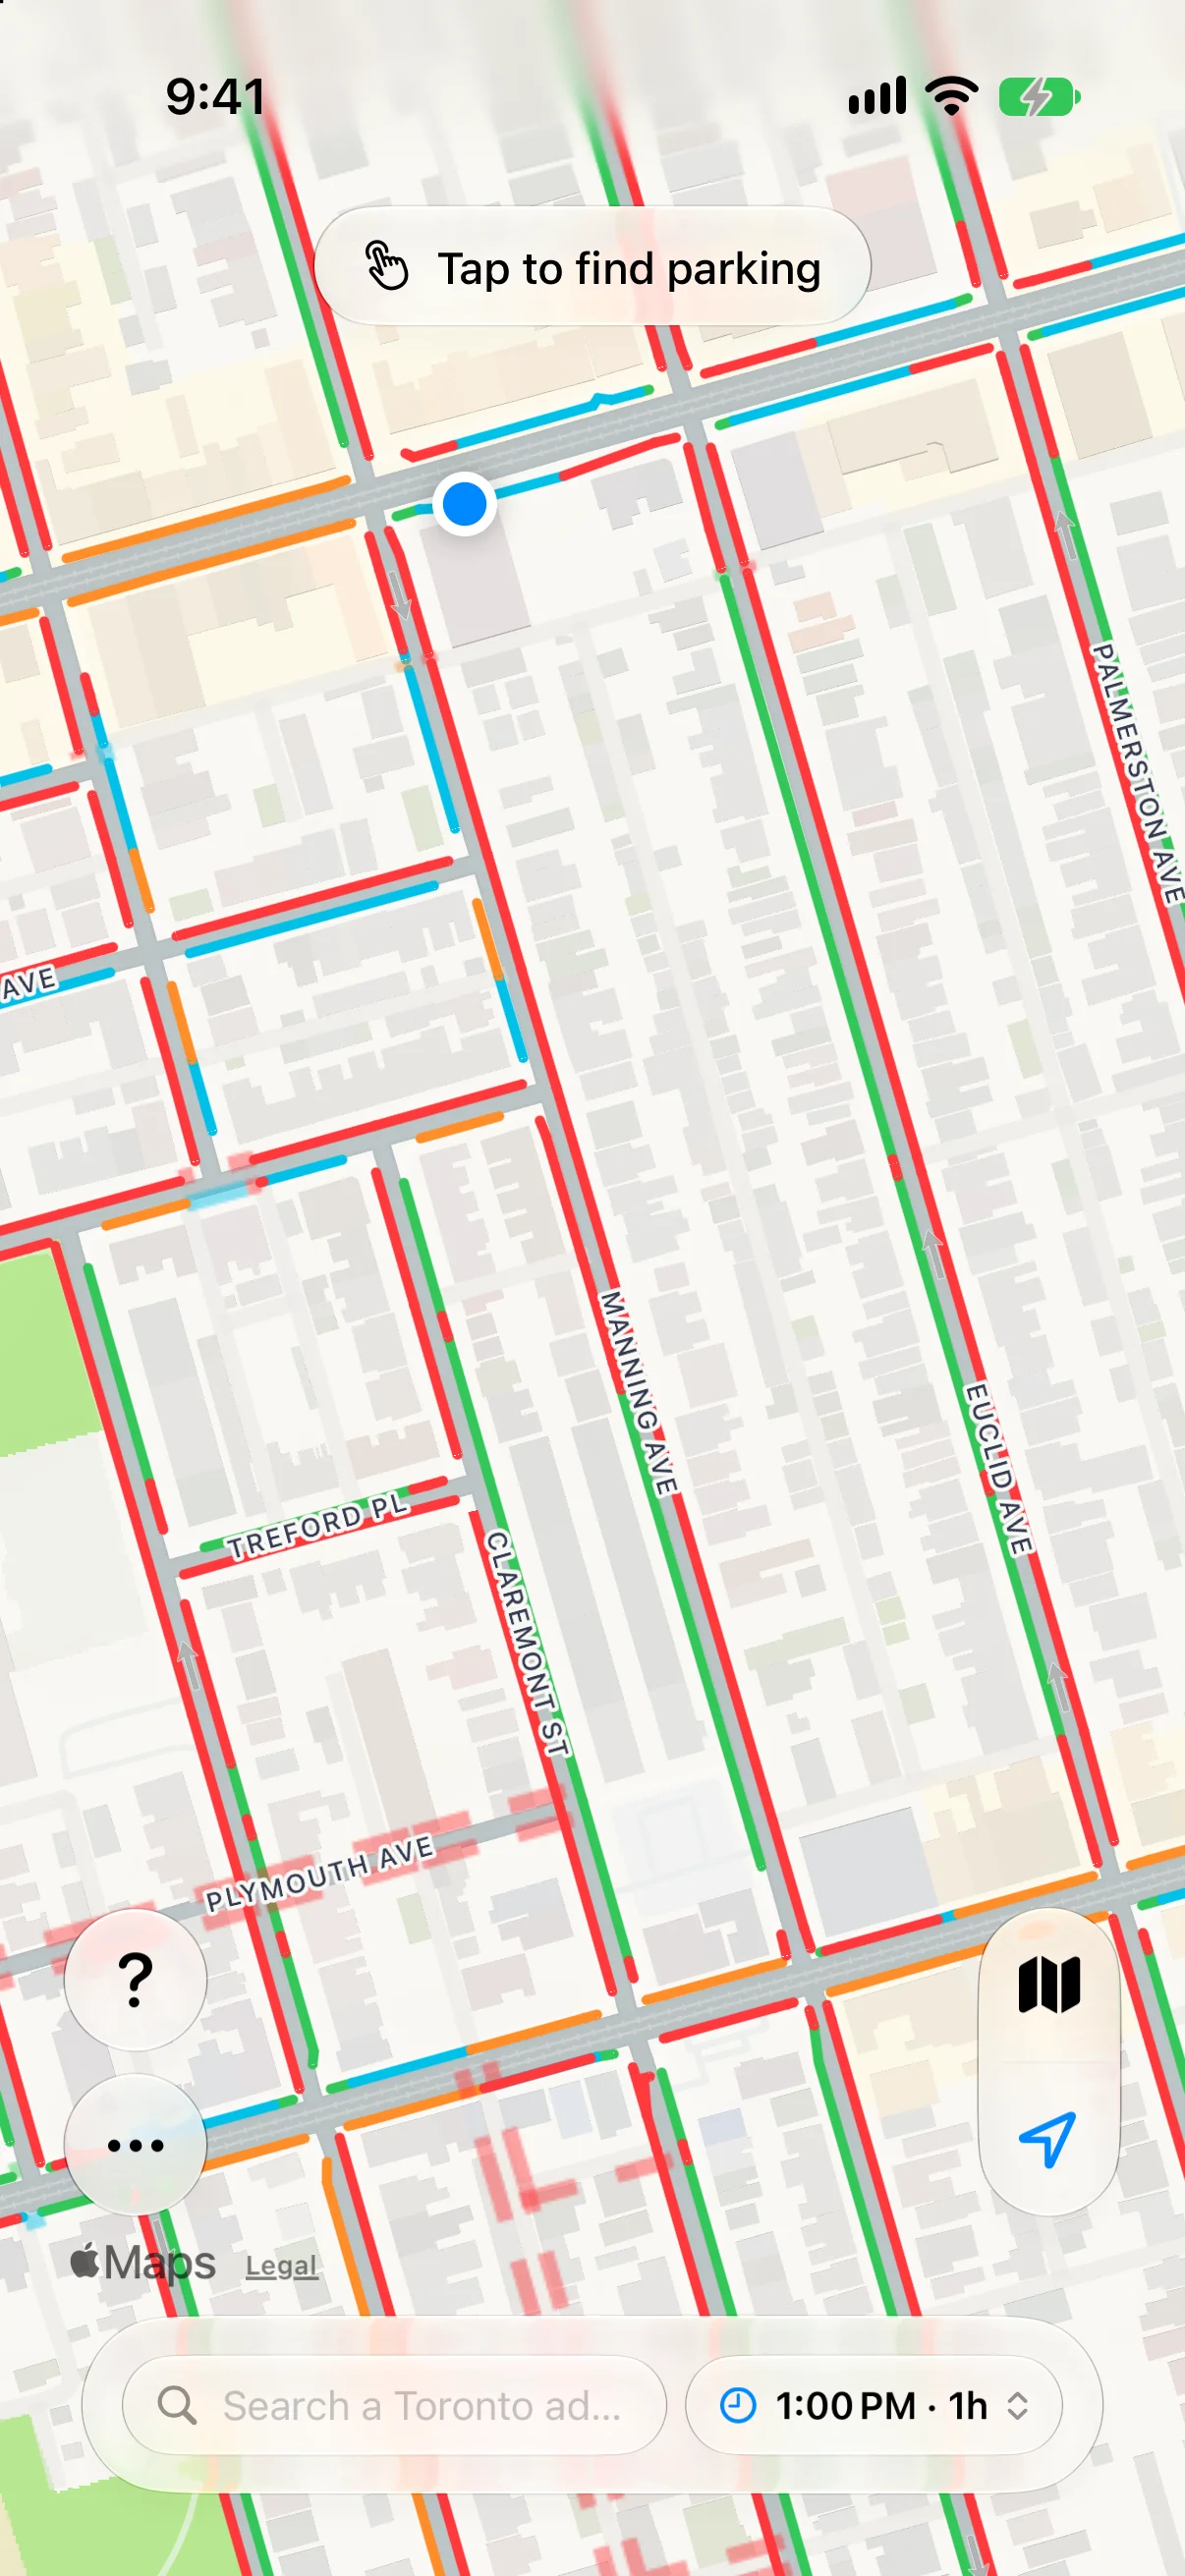 9:41
Tap to find parking
PALMERSTON AVE
AVE
MANNING AVE
EUCLID AVE
TREFORD PL
CLAREMONT ST
PLYMOUTH AVE
?
Maps Legal
Search a Toronto ad...
1:00 PM · 1h